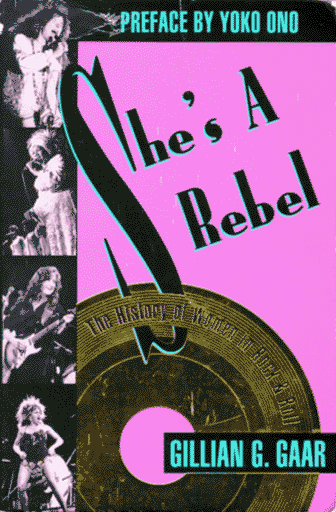 PREFACE BY YOKO ONO
She's A
Rebel
The History of Women in Rock & Roll
GILLIAN G. GAAR